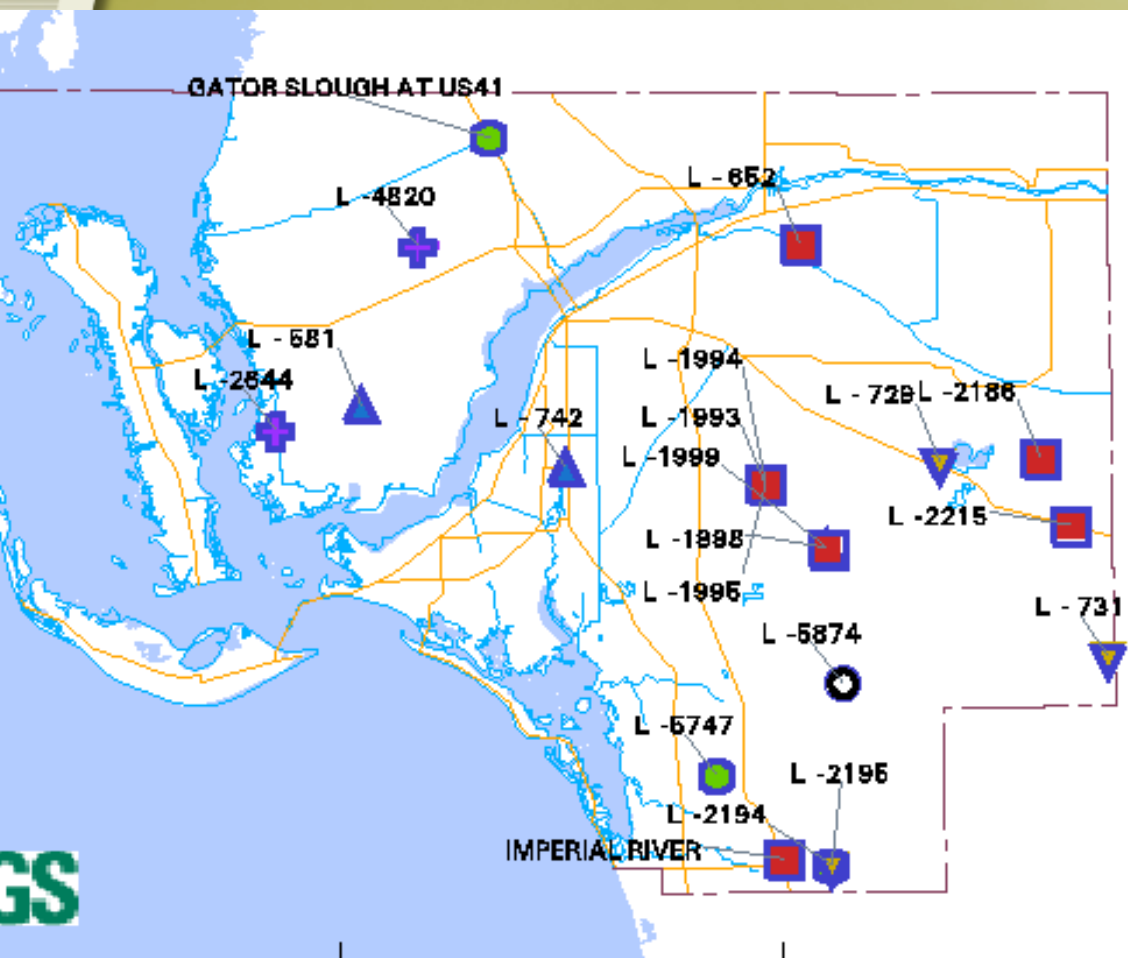 GATOR SLOUGH AT US41
L - 652
L -4820
L - 581
L -1994
L -2644
L - 729
L -2186
L - 742
L -1993
L -1999
L -2215
L -1998
L -1995
L - 731
L -5874
L -5747
L -2195
L -2194
IMPERIAL RIVER
GS